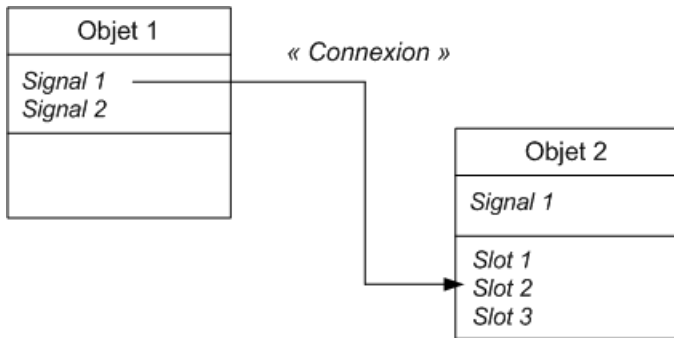 Objet 1
Signal 1
Signal 2
« Connexion »
Objet 2
Signal 1
Slot 1
Slot 2
Slot 3